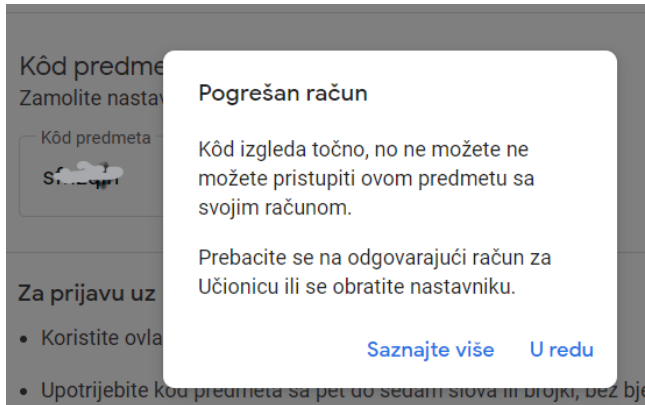 Kôd predme
Zamolite nastav
Kôd predmeta
Pogrešan račun
Kôd izgleda točno, no ne možete ne
možete pristupiti ovom predmetu sa
svojim računom.
Prebacite se na odgovarajući račun za
Učionicu ili se obratite nastavniku.
Saznajte više U redu
Za prijavu uz
• Koristite ovla
• Upotrijebite kôd predmeta sa pet do sedam slova ili brojki, bez bje